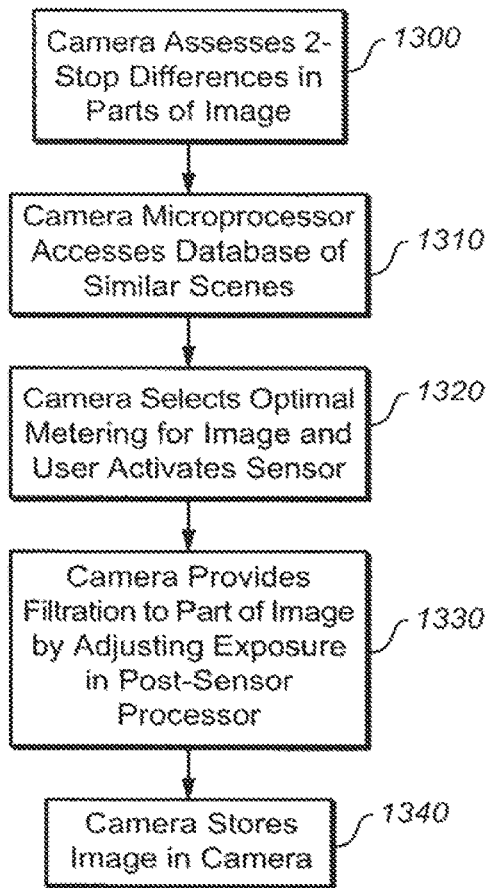 Camera Assesses 2-
Stop Differences in
Parts of Image
1300
Camera Microprocessor
Accesses Database of
Similar Scenes
1310
Camera Selects Optimal
Metering for Image and
User Activates Sensor
1320
Camera Provides
Filtration to Part of Image
by Adjusting Exposure
in Post-Sensor
Processor
1330
Camera Stores
Image in Camera
1340